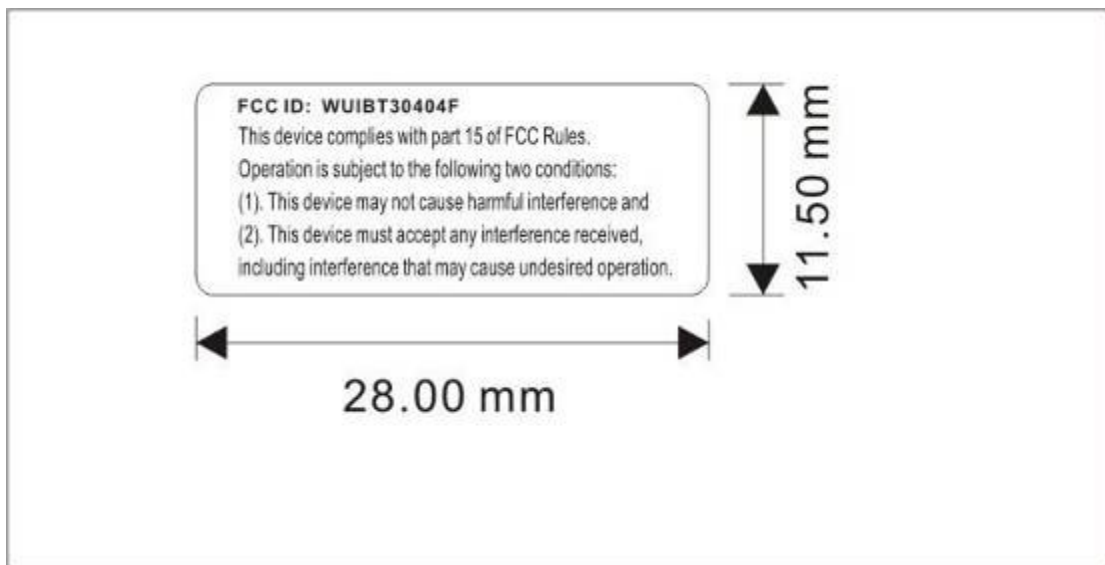 FCC ID: WUIBT30404F
This device complies with part 15 of FCC Rules.
Operation is subject to the following two conditions:
(1). This device may not cause harmful interference and
(2). This device must accept any interference received,
including interference that may cause undesired operation.
11.50 mm
28.00 mm